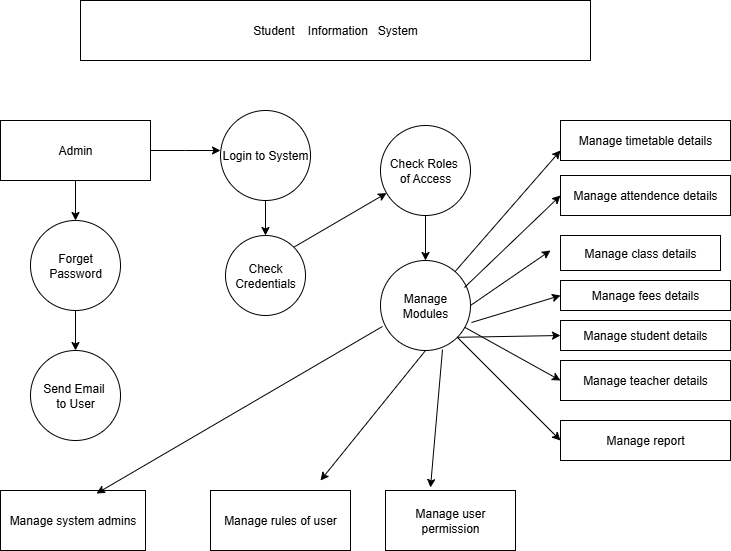 Student Information System
Admin
Login to System
Check Roles
of Access
Manage timetable details
Manage attendence details
Forget
Password
Check
Credentials
Manage class details
Manage
Modules
Manage fees details
Manage student details
Send Email
to User
Manage teacher details
Manage report
Manage system admins
Manage rules of user
Manage user
permission